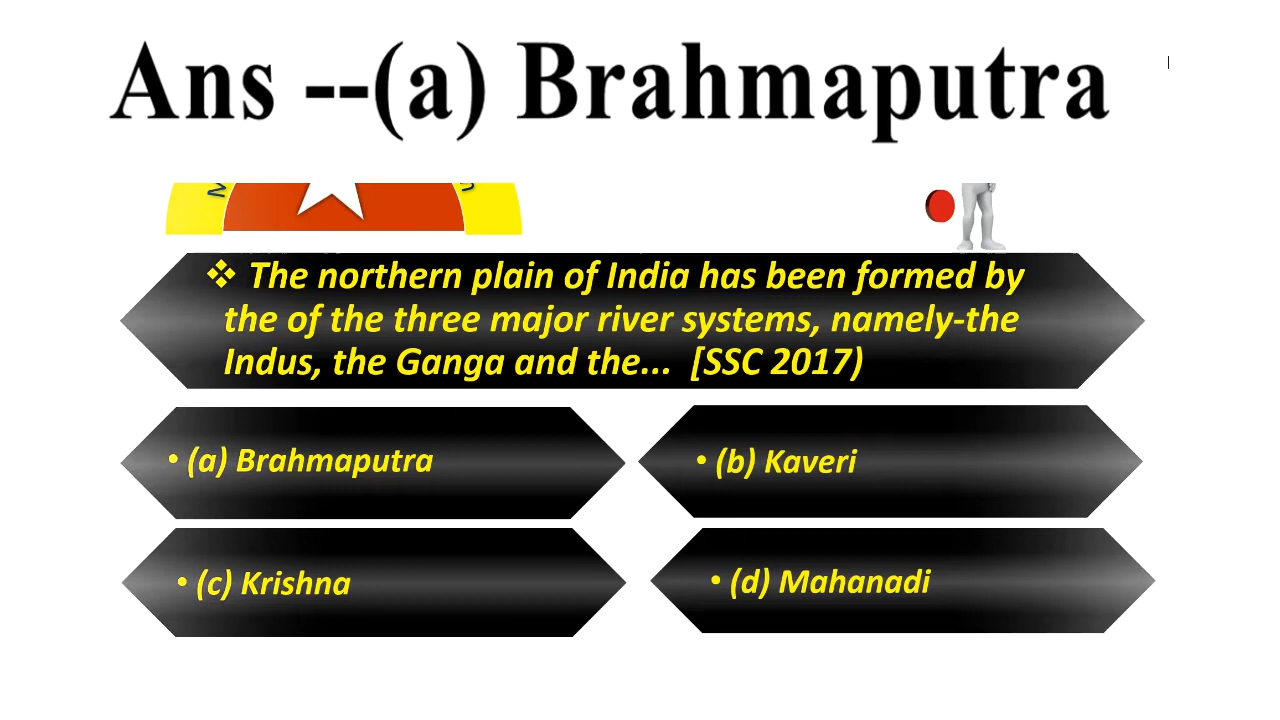 Ans --(a) Brahmaputra
❖ The northern plain of India has been formed by
the of the three major river systems, namely-the
Indus, the Ganga and the... [SSC 2017)
• (a) Brahmaputra
• (b) Kaveri
• (c) Krishna
• (d) Mahanadi